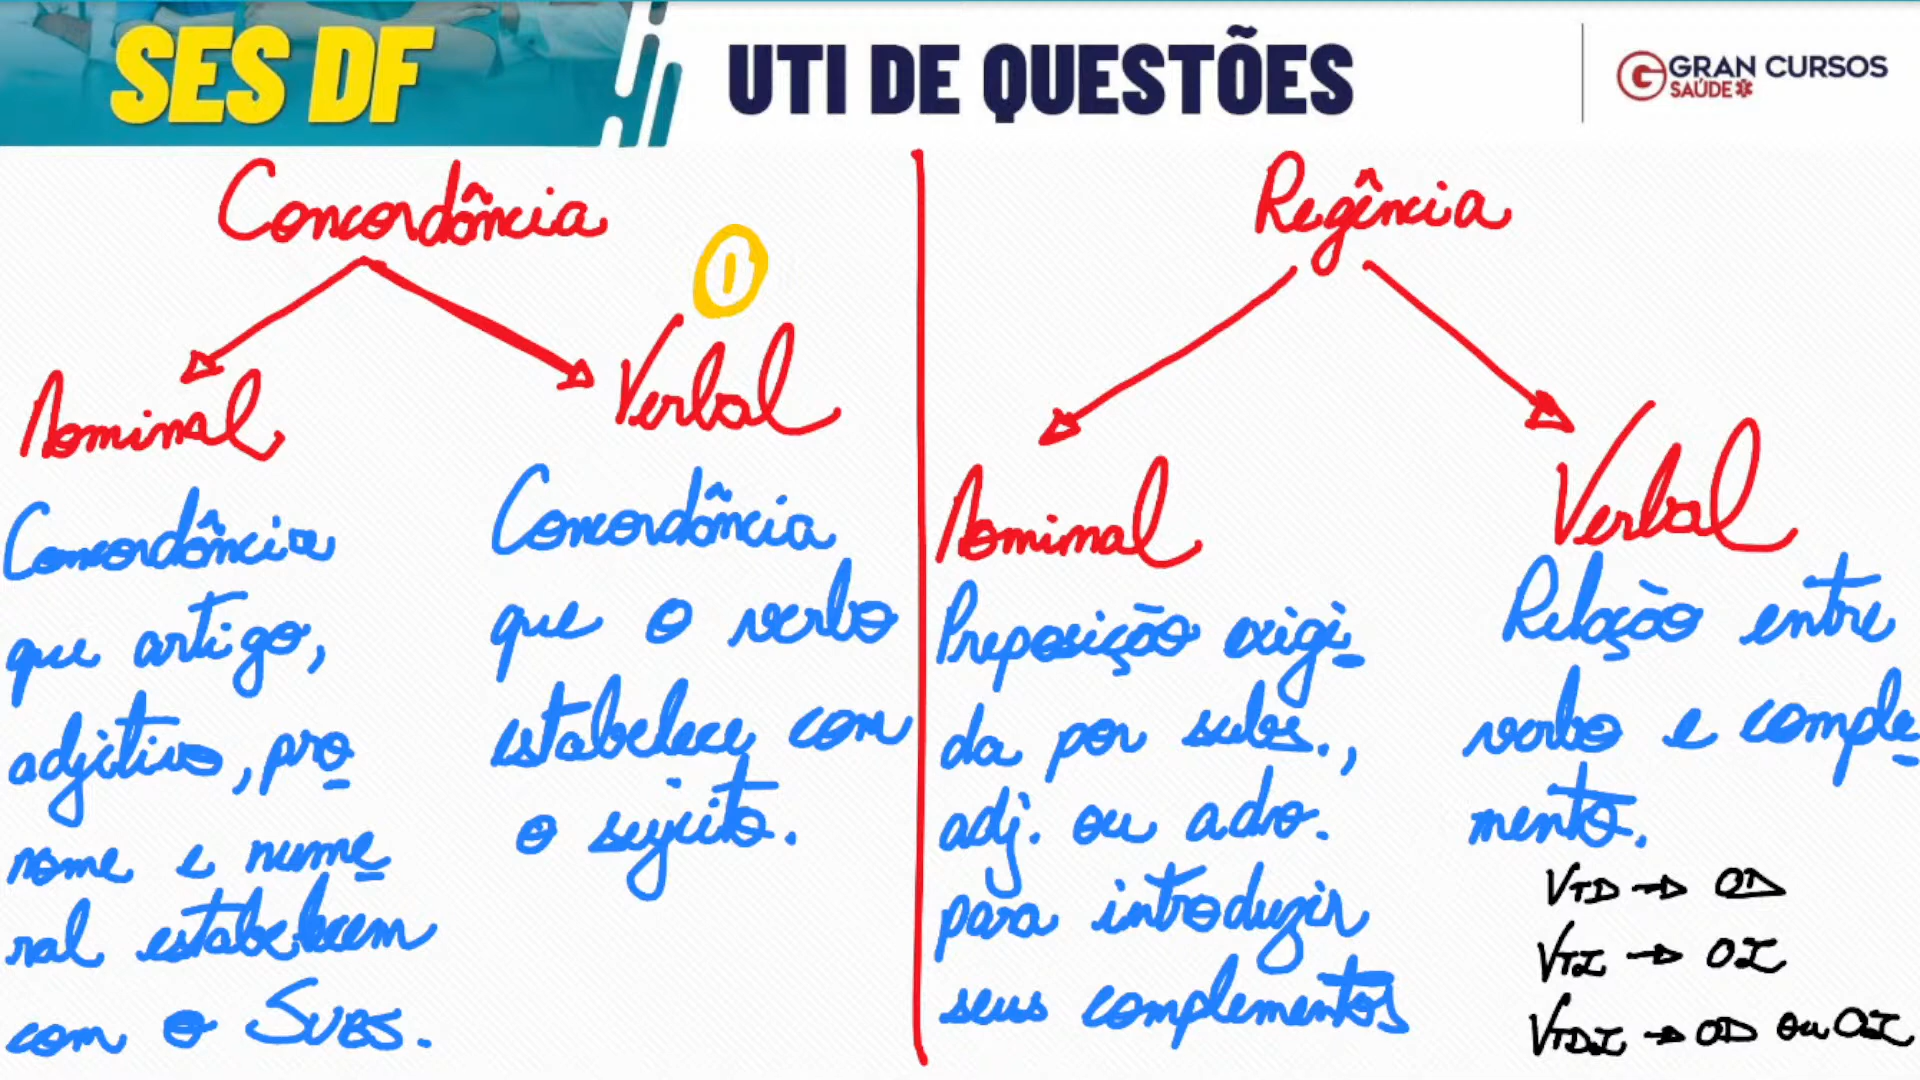 SES DF
UTI DE QUESTÕES
GRAN CURSOS
SAÚDE
Concordância
1
Nominal
Verbal
Concordância
que artigo,
adjetivo, pro
nome e nume
ral estabelecem
com o SUBS.
Concordância
que o verbo
estabelece com
o sujeito.
Regência
Nominal
Verbal
Preposição exigi
da por subs.,
adj. ou adv.
para introduzir
seus complementos
Relação entre
verbo e comple
mento.
VTD → OD
VTI → OI
VTDI → OD ou OI